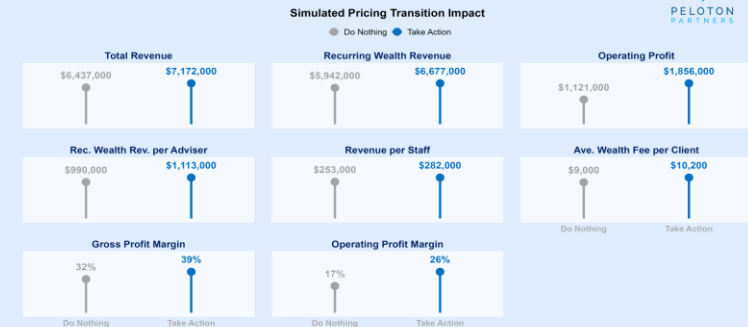 Simulated Pricing Transition Impact
PELOTON
PARTNERS
Do Nothing Take Action
Total Revenue Recurring Wealth Revenue Operating Profit
$6,437,000 $7,172,000 $5,942,000 $6,677,000 $1,121,000 $1,856,000
Rec. Wealth Rev. per Adviser Revenue per Staff Ave. Wealth Fee per Client
$990,000 $1,113,000 $253,000 $282,000 $9,000 $10,200
Do Nothing Take Action
Gross Profit Margin Operating Profit Margin
32% 39% 17% 26%
Do Nothing Take Action Do Nothing Take Action